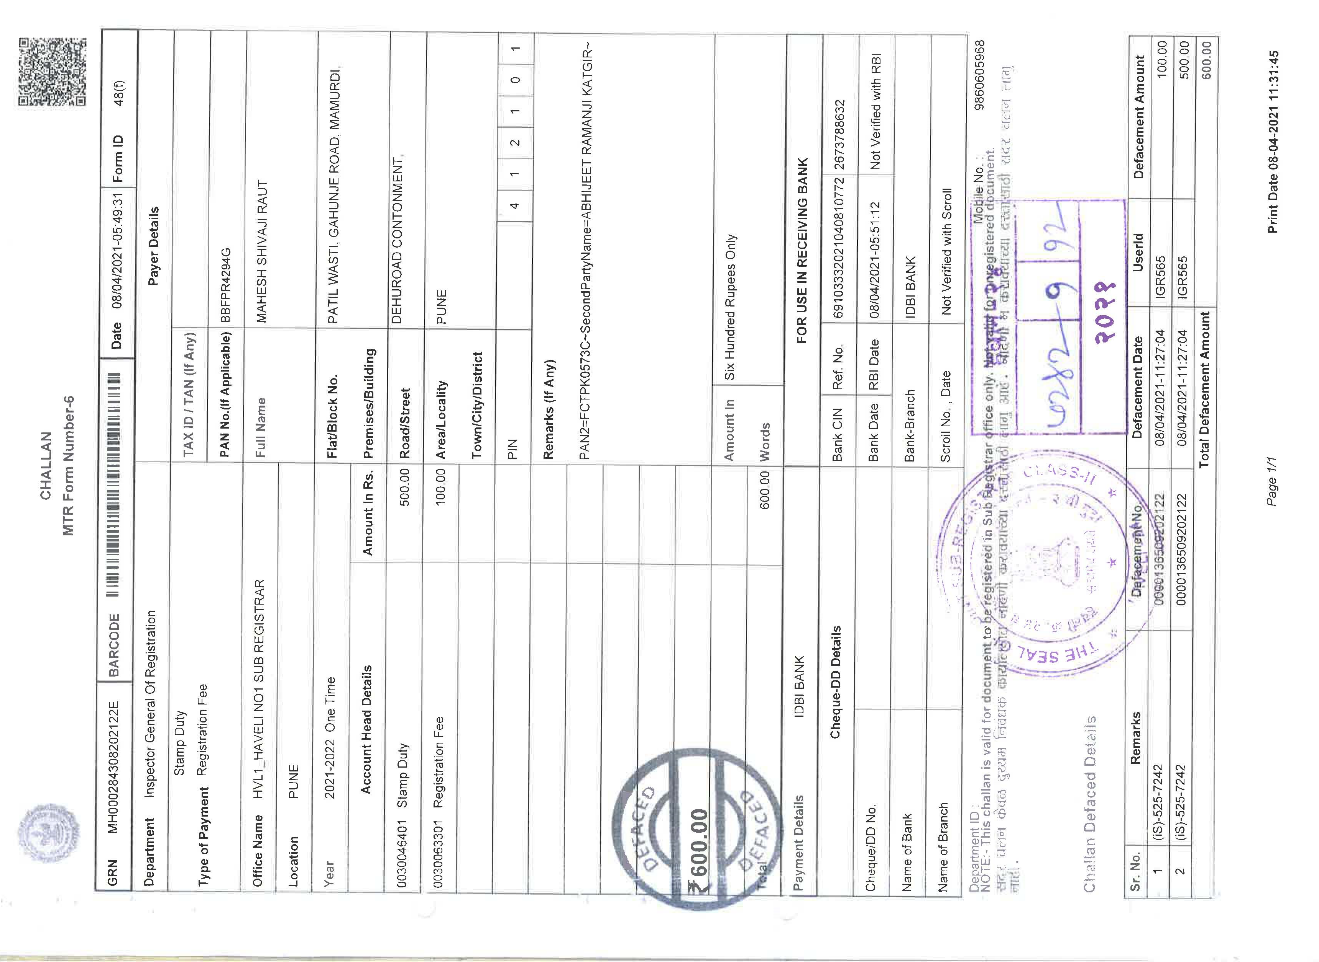 CHALLAN
MTR Form Number-6
GRN MH000284308202122E BARCODE Date 08/04/2021-05:49:31 Form ID 48(f)
Department Inspector General Of Registration Payer Details
Stamp Duty
Type of Payment Registration Fee
TAX ID / TAN (If Any)
PAN No.(If Applicable) BBFPR4294G
Office Name HVL1_HAVELI NO1 SUB REGISTRAR Full Name MAHESH SHIVAJI RAUT
Location PUNE
Year 2021-2022 One Time Flat/Block No. PATIL WASTI, GAHUNJE ROAD, MAMURDI,
Account Head Details Amount In Rs. Premises/Building
0030046401 Stamp Duty 500.00 Road/Street DEHUROAD CONTONMENT,
0030063301 Registration Fee 100.00 Area/Locality PUNE
Town/City/District
PIN 4 1 2 1 0 1
Remarks (If Any)
PAN2=FCTPK0573C~SecondPartyName=ABHIJEET RAMANJI KATGIR~
DEFACED
₹ 600.00
DEFACED
Amount In Six Hundred Rupees Only
Total 600.00 Words
Payment Details IDBI BANK FOR USE IN RECEIVING BANK
Cheque-DD Details Bank CIN Ref. No. 69103332021040810772 2673788632
Cheque/DD No. Bank Date RBI Date 08/04/2021-05:51:12 Not Verified with RBI
Name of Bank Bank-Branch IDBI BANK
Name of Branch Scroll No. , Date Not Verified with Scroll
Department ID : Mobile No. : 9860605968
NOTE:- This challan is valid for document to be registered in Sub Registrar office only. Not valid for unregistered document.
THE SEAL OF SUB-REGISTRAR CLASS-II
२०२१
Challan Defaced Details
Sr. No. Remarks Defacement No. Defacement Date UserId Defacement Amount
1 (iS)-525-7242 0000136509202122 08/04/2021-11:27:04 IGR565 100.00
2 (iS)-525-7242 0000136509202122 08/04/2021-11:27:04 IGR565 500.00
Total Defacement Amount 600.00
Page 1/1
Print Date 08-04-2021 11:31:45